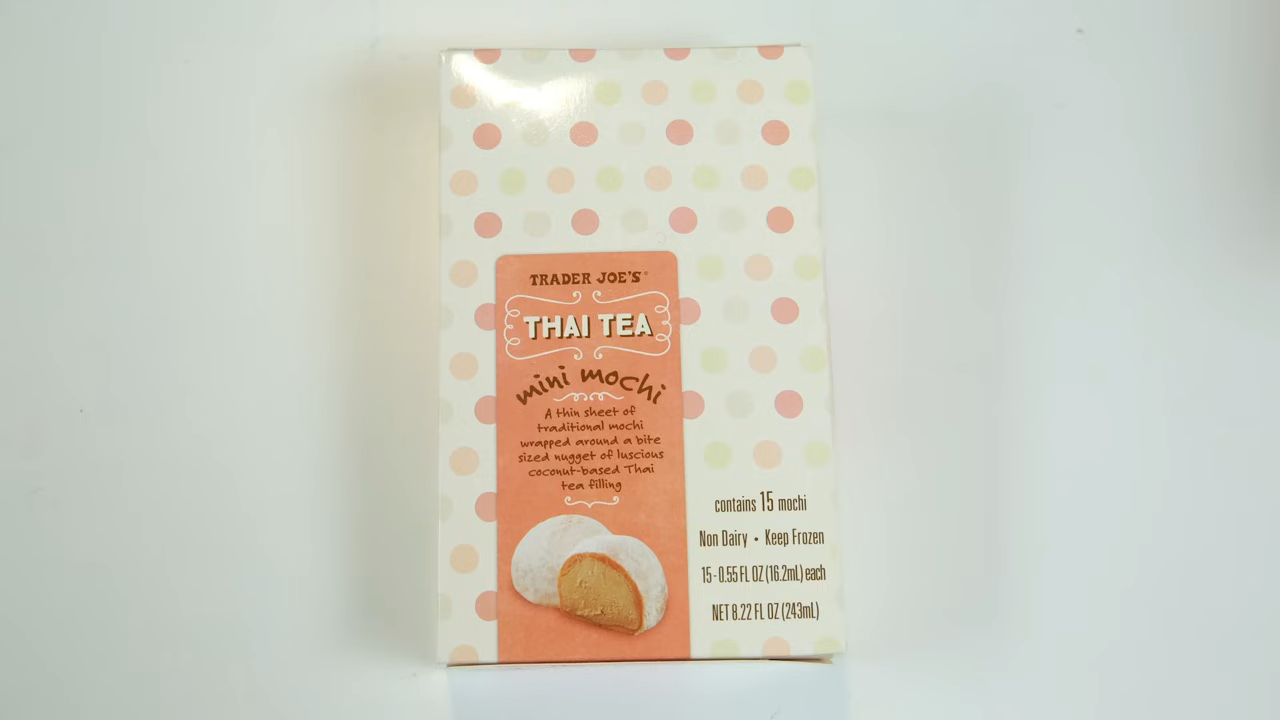 TRADER JOE'S®
THAI TEA
mini mochi
A thin sheet of
traditional mochi
wrapped around a bite
sized nugget of luscious
coconut-based Thai
tea filling
contains 15 mochi
Non Dairy • Keep Frozen
15-0.55 FL OZ (16.2mL) each
NET 8.22 FL OZ (243mL)